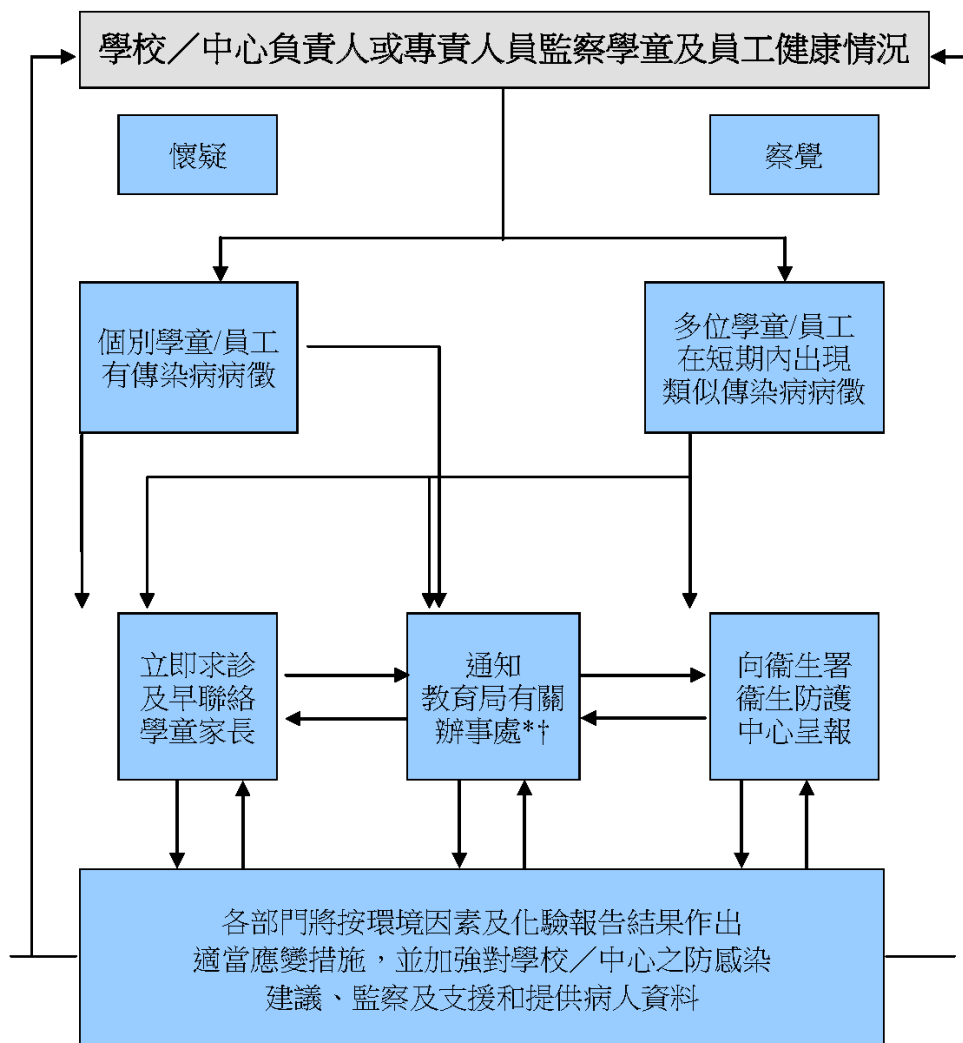 學校／中心負責人或專責人員監察學童及員工健康情況
懷疑
察覺
個別學童/員工
有傳染病病徵
多位學童/員工
在短期內出現
類似傳染病病徵
立即求診
及早聯絡
學童家長
通知
教育局有關
辦事處*†
向衞生署
衞生防護
中心呈報
各部門將按環境因素及化驗報告結果作出
適當應變措施，並加強對學校／中心之防感染
建議、監察及支援和提供病人資料